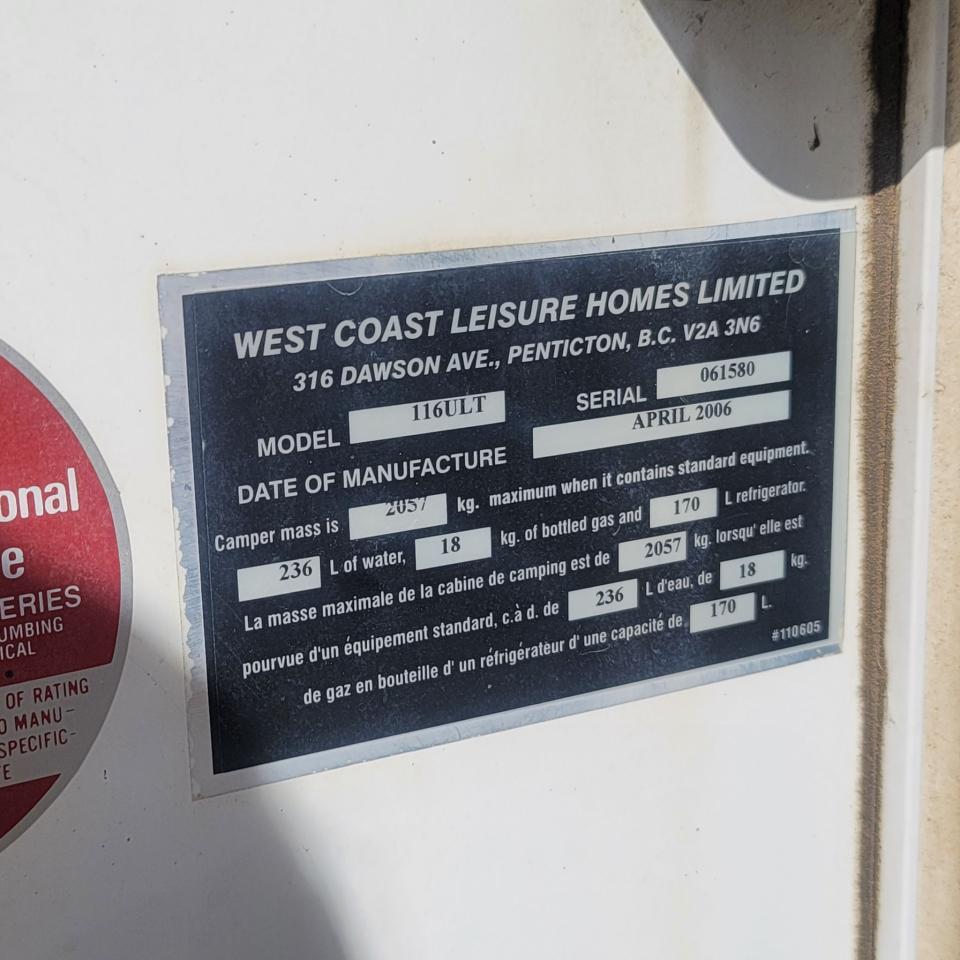 WEST COAST LEISURE HOMES LIMITED
316 DAWSON AVE., PENTICTON, B.C. V2A 3N6
MODEL 116ULT SERIAL 061580
DATE OF MANUFACTURE APRIL 2006
Camper mass is 2057 kg. maximum when it contains standard equipment.
236 L of water, 18 kg. of bottled gas and 170 L refrigerator.
La masse maximale de la cabine de camping est de 2057 kg. lorsqu' elle est
pourvue d'un équipement standard, c.à d. de 236 L d'eau, de 18 kg.
de gaz en bouteille d' un réfrigérateur d' une capacité de 170 L.
#110605
onal
e
ERIES
UMBING
ICAL
OF RATING
O MANU-
SPECIFIC-
E